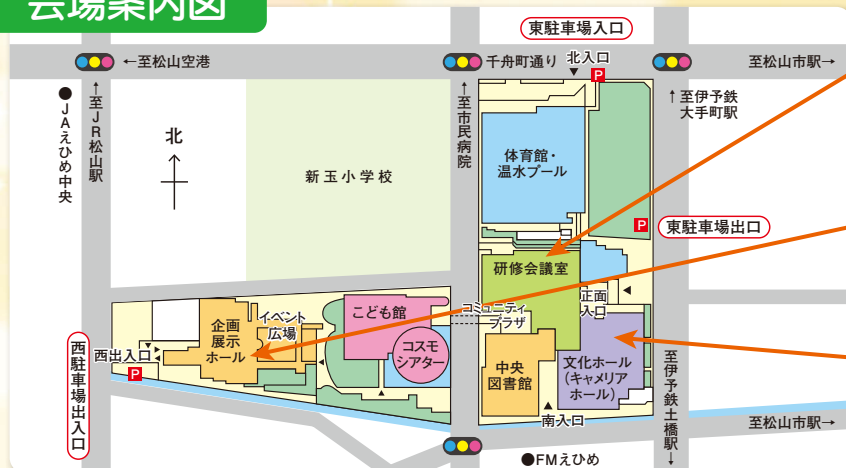 会場案内図
東駐車場入口
←至松山空港
千舟町通り
北入口
P
至松山市駅→
●JAえひめ中央
↑至JR松山駅
↑至市民病院
↑至伊予鉄
大手町駅
北
新玉小学校
体育館・
温水プール
P
東駐車場出口
研修会議室
正面
入口
コミュニティ
プラザ
こども館
コスモ
シアター
イベント
広場
企画
展示
ホール
西出入口
P
西駐車場出入口
中央
図書館
文化ホール
(キャメリア
ホール)
南入口
至伊予鉄土橋駅→
至松山市駅→
●FMえひめ